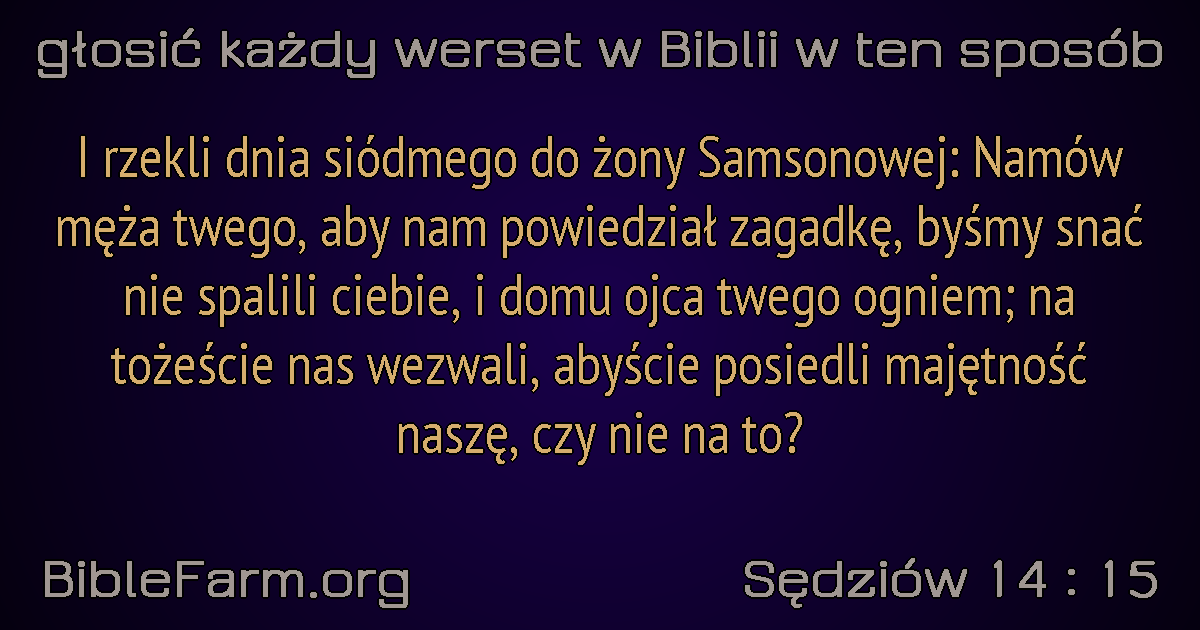 głosić każdy werset w Biblii w ten sposób
I rzekli dnia siódmego do żony Samsonowej: Namów
męża twego, aby nam powiedział zagadkę, byśmy snać
nie spalili ciebie, i domu ojca twego ogniem; na
tożeście nas wezwali, abyście posiedli majętność
naszę, czy nie na to?
BibleFarm.org
Sędziów 14 : 15